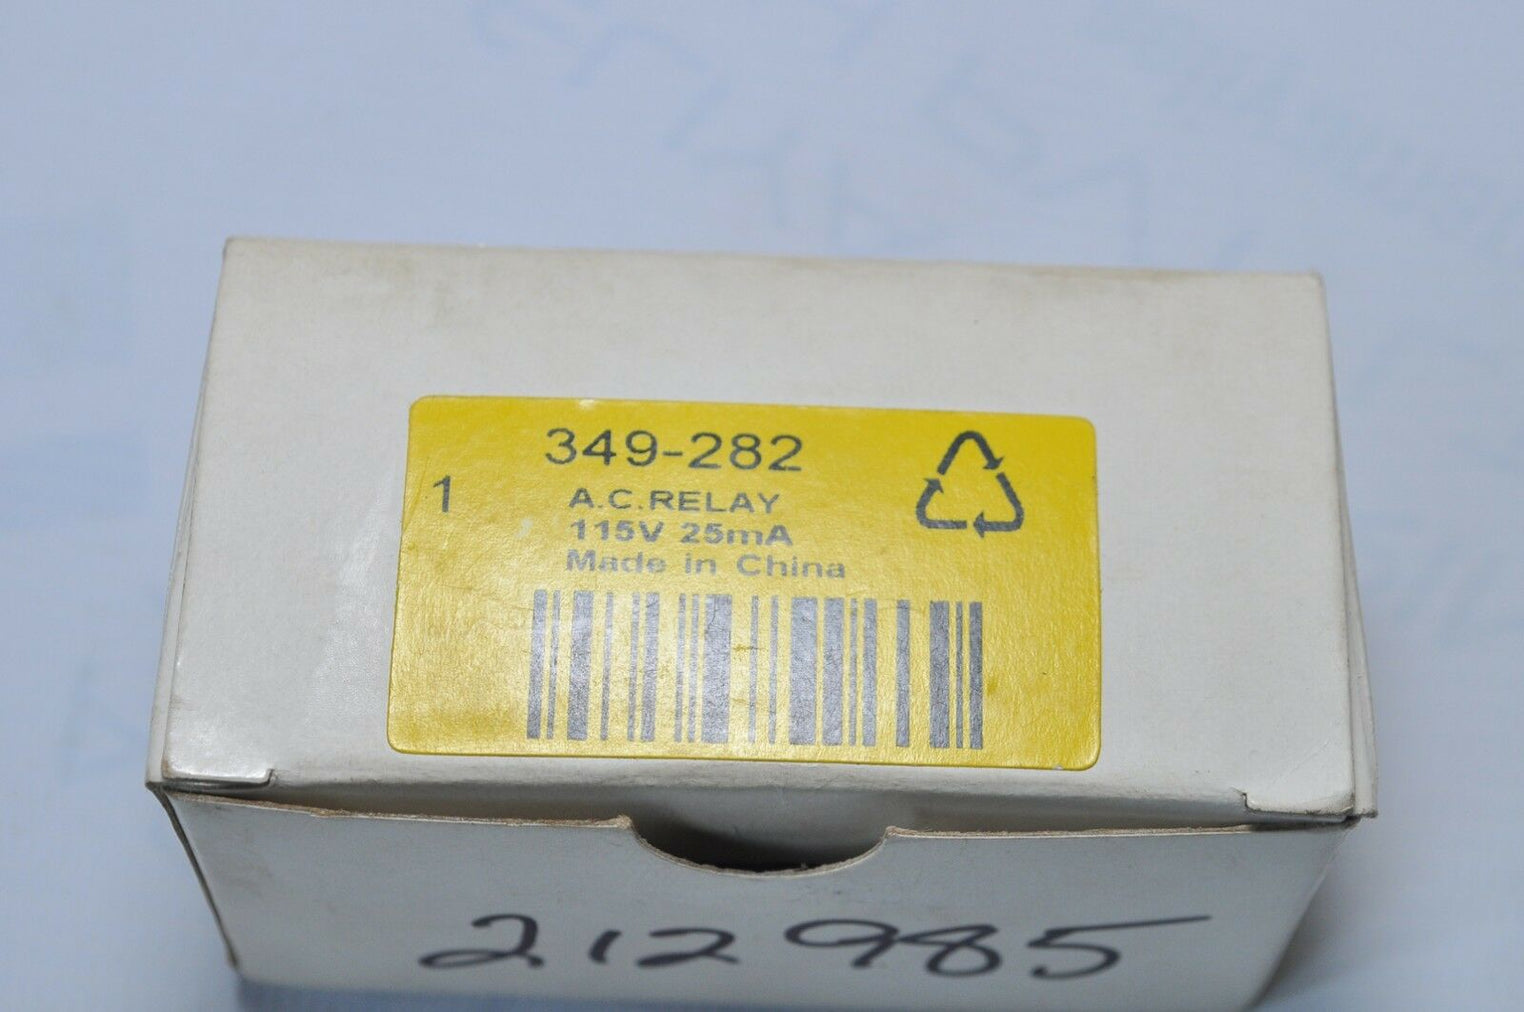 349-282
1
A.C.RELAY
115V 25mA
Made in China
212985